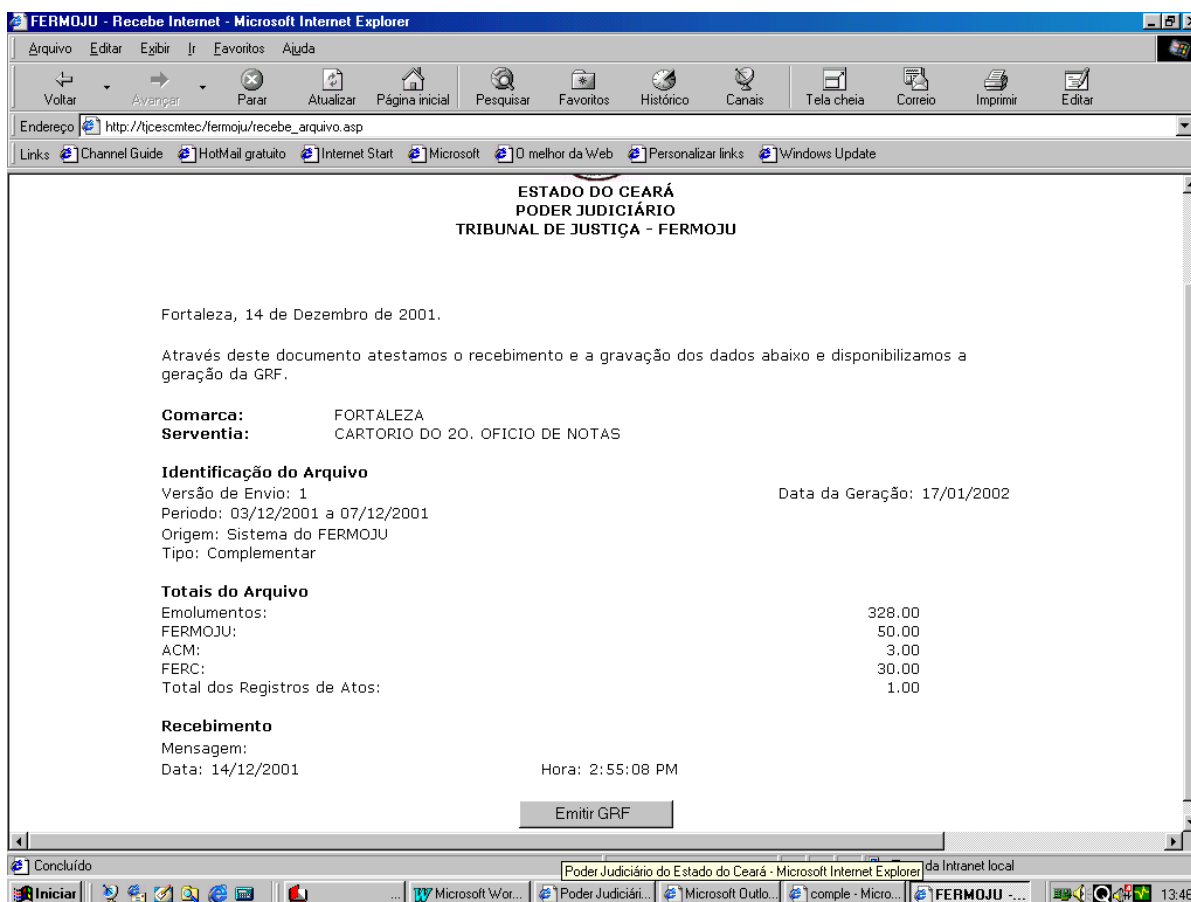 FERMOJU - Recebe Internet - Microsoft Internet Explorer
Arquivo Editar Exibir Ir Favoritos Ajuda
Voltar Avançar Parar Atualizar Página inicial Pesquisar Favoritos Histórico Canais Tela cheia Correio Imprimir Editar
Endereço http://tjcescmtec/fermoju/recebe_arquivo.asp
Links Channel Guide HotMail gratuito Internet Start Microsoft O melhor da Web Personalizar links Windows Update
ESTADO DO CEARÁ
PODER JUDICIÁRIO
TRIBUNAL DE JUSTIÇA - FERMOJU
Fortaleza, 14 de Dezembro de 2001.
Através deste documento atestamos o recebimento e a gravação dos dados abaixo e disponibilizamos a
geração da GRF.
Comarca: FORTALEZA
Serventia: CARTORIO DO 2O. OFICIO DE NOTAS
Identificação do Arquivo
Versão de Envio: 1 Data da Geração: 17/01/2002
Periodo: 03/12/2001 a 07/12/2001
Origem: Sistema do FERMOJU
Tipo: Complementar
Totais do Arquivo
Emolumentos: 328.00
FERMOJU: 50.00
ACM: 3.00
FERC: 30.00
Total dos Registros de Atos: 1.00
Recebimento
Mensagem:
Data: 14/12/2001 Hora: 2:55:08 PM
Emitir GRF
Concluído Poder Judiciário do Estado do Ceará - Microsoft Internet Explorer da Intranet local
Iniciar ... Microsoft Wor... Poder Judiciári... Microsoft Outlo... comple - Micro... FERMOJU -... 13:46